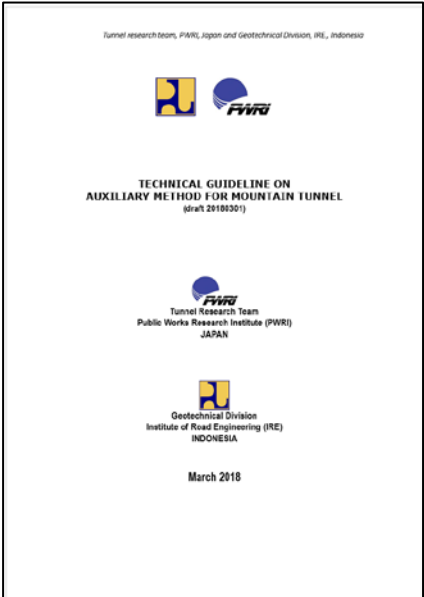 Tunnel research team, PWRI, Japan and Geotechnical Division, IRE, Indonesia
PWRI
TECHNICAL GUIDELINE ON
AUXILIARY METHOD FOR MOUNTAIN TUNNEL
(draft 20180301)
PWRI
Tunnel Research Team
Public Works Research Institute (PWRI)
JAPAN
Geotechnical Division
Institute of Road Engineering (IRE)
INDONESIA
March 2018